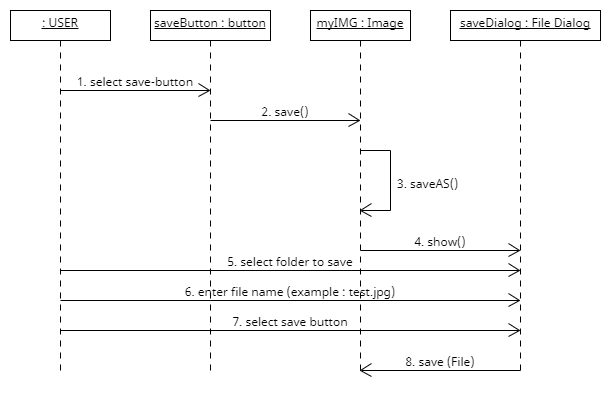 : USER
saveButton : button
myIMG : Image
saveDialog : File Dialog
1. select save-button
2. save()
3. saveAS()
4. show()
5. select folder to save
6. enter file name (example : test.jpg)
7. select save button
8. save (File)